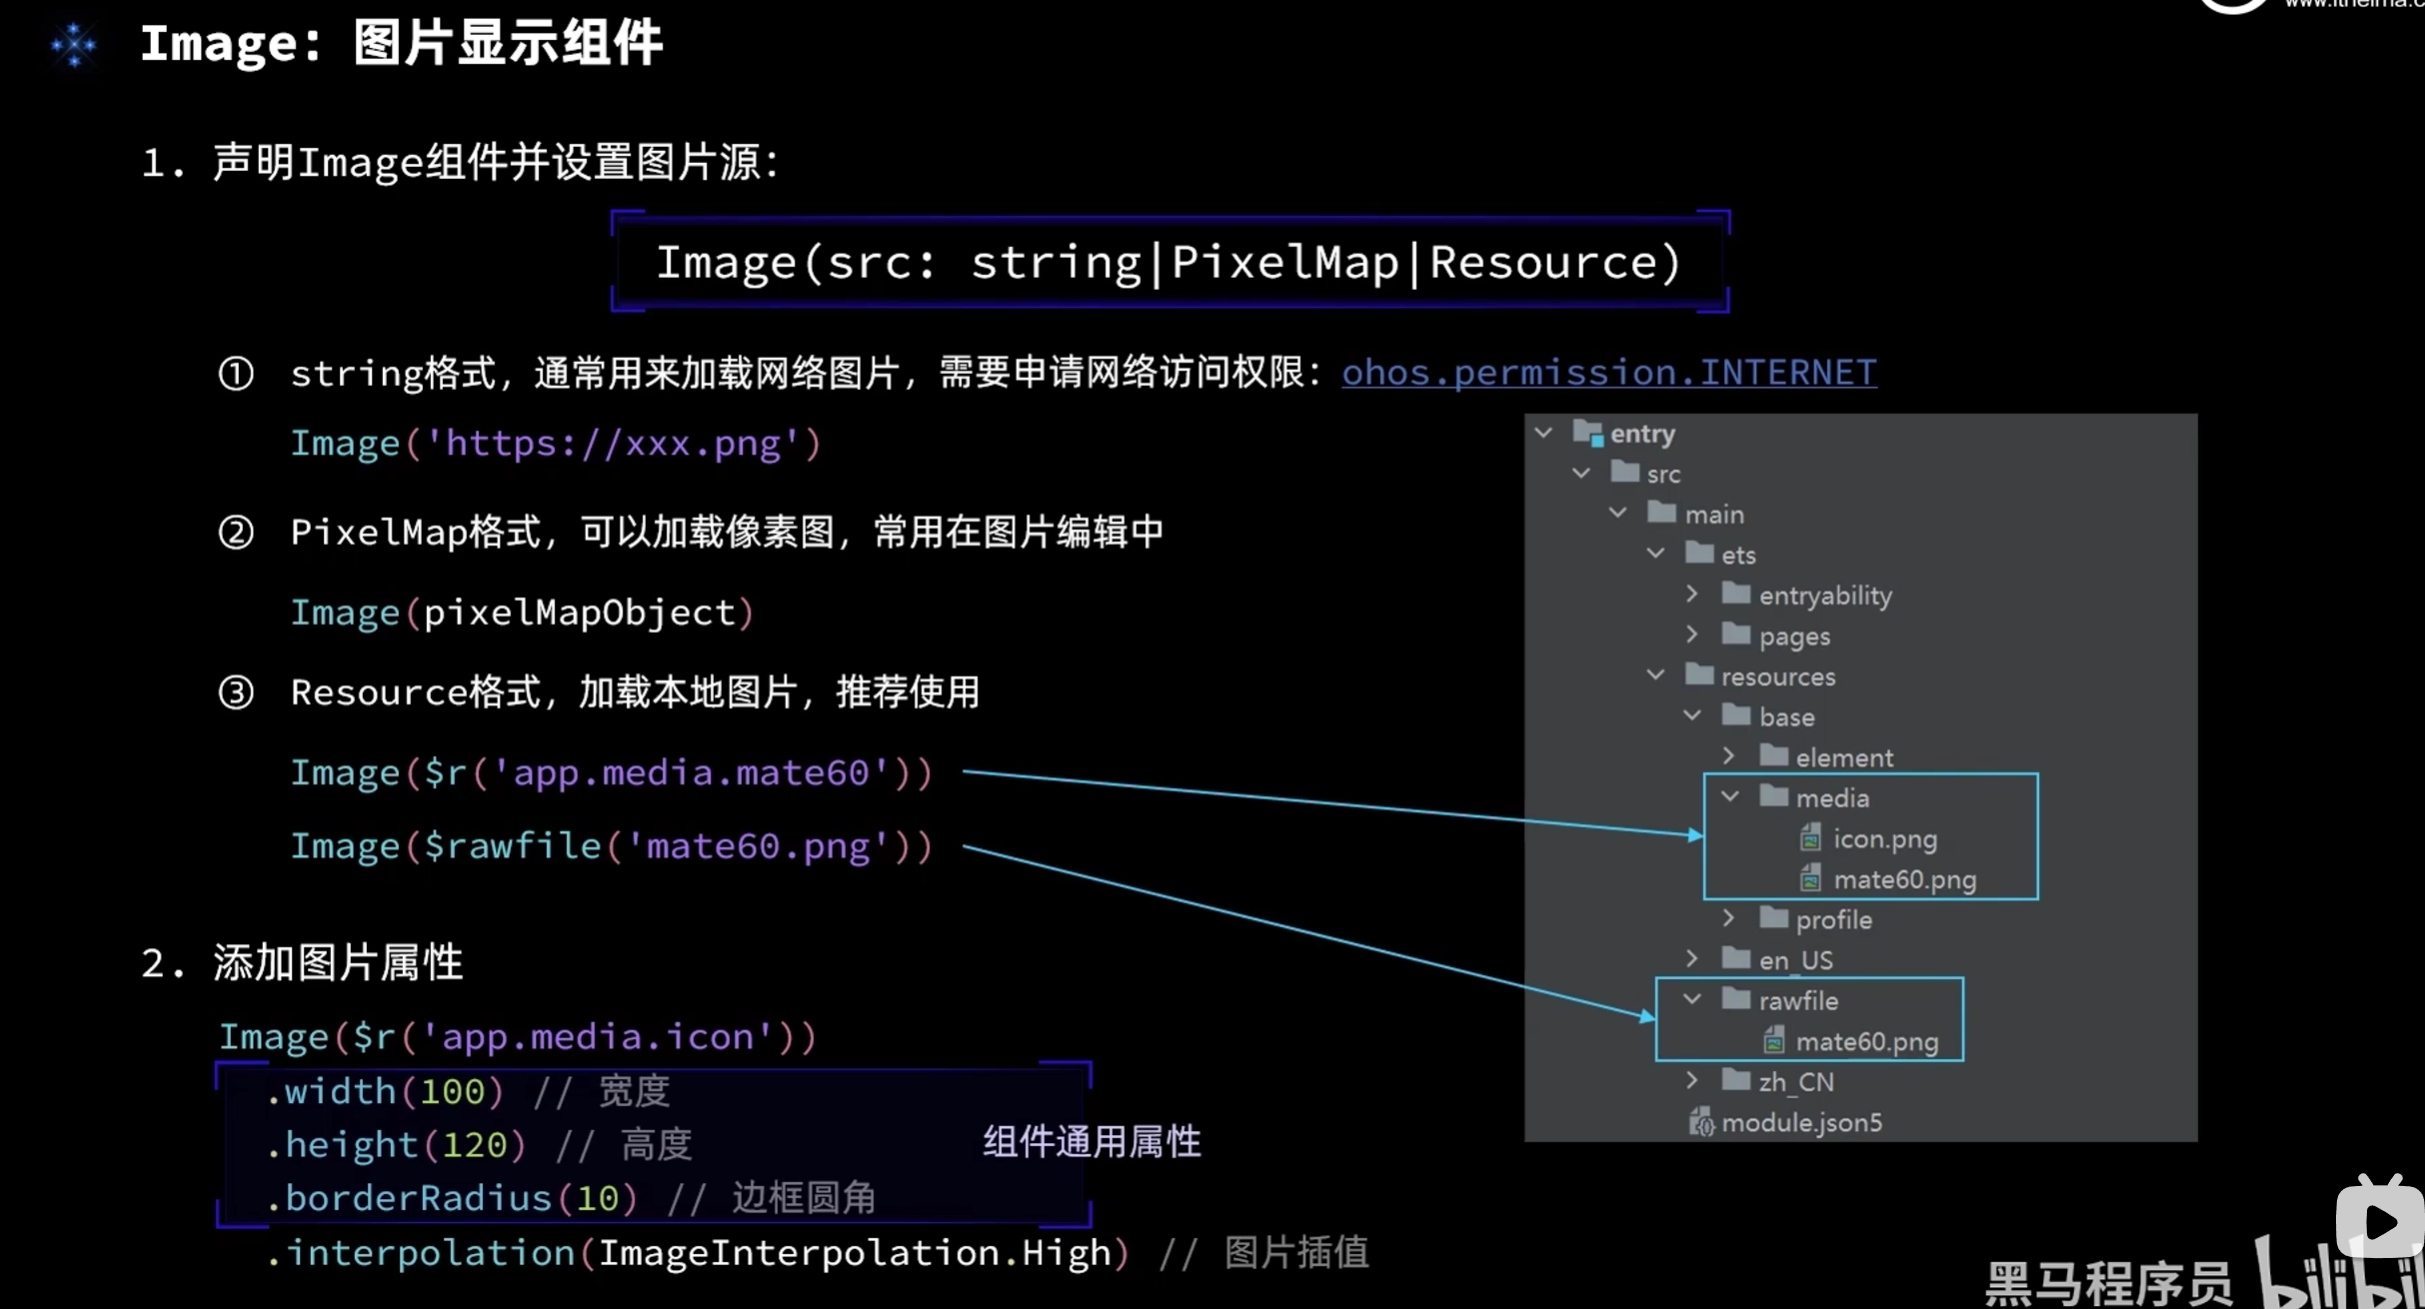 Image：图片显示组件
1. 声明Image组件并设置图片源：
Image(src: string|PixelMap|Resource)
① string格式，通常用来加载网络图片，需要申请网络访问权限：ohos.permission.INTERNET
Image('https://xxx.png')
② PixelMap格式，可以加载像素图，常用在图片编辑中
Image(pixelMapObject)
③ Resource格式，加载本地图片，推荐使用
Image($r('app.media.mate60'))
Image($rawfile('mate60.png'))
2. 添加图片属性
Image($r('app.media.icon'))
.width(100) // 宽度
.height(120) // 高度
.borderRadius(10) // 边框圆角
组件通用属性
.interpolation(ImageInterpolation.High) // 图片插值
entry
src
main
ets
entryability
pages
resources
base
element
media
icon.png
mate60.png
profile
en_US
rawfile
mate60.png
zh_CN
module.json5
黑马程序员